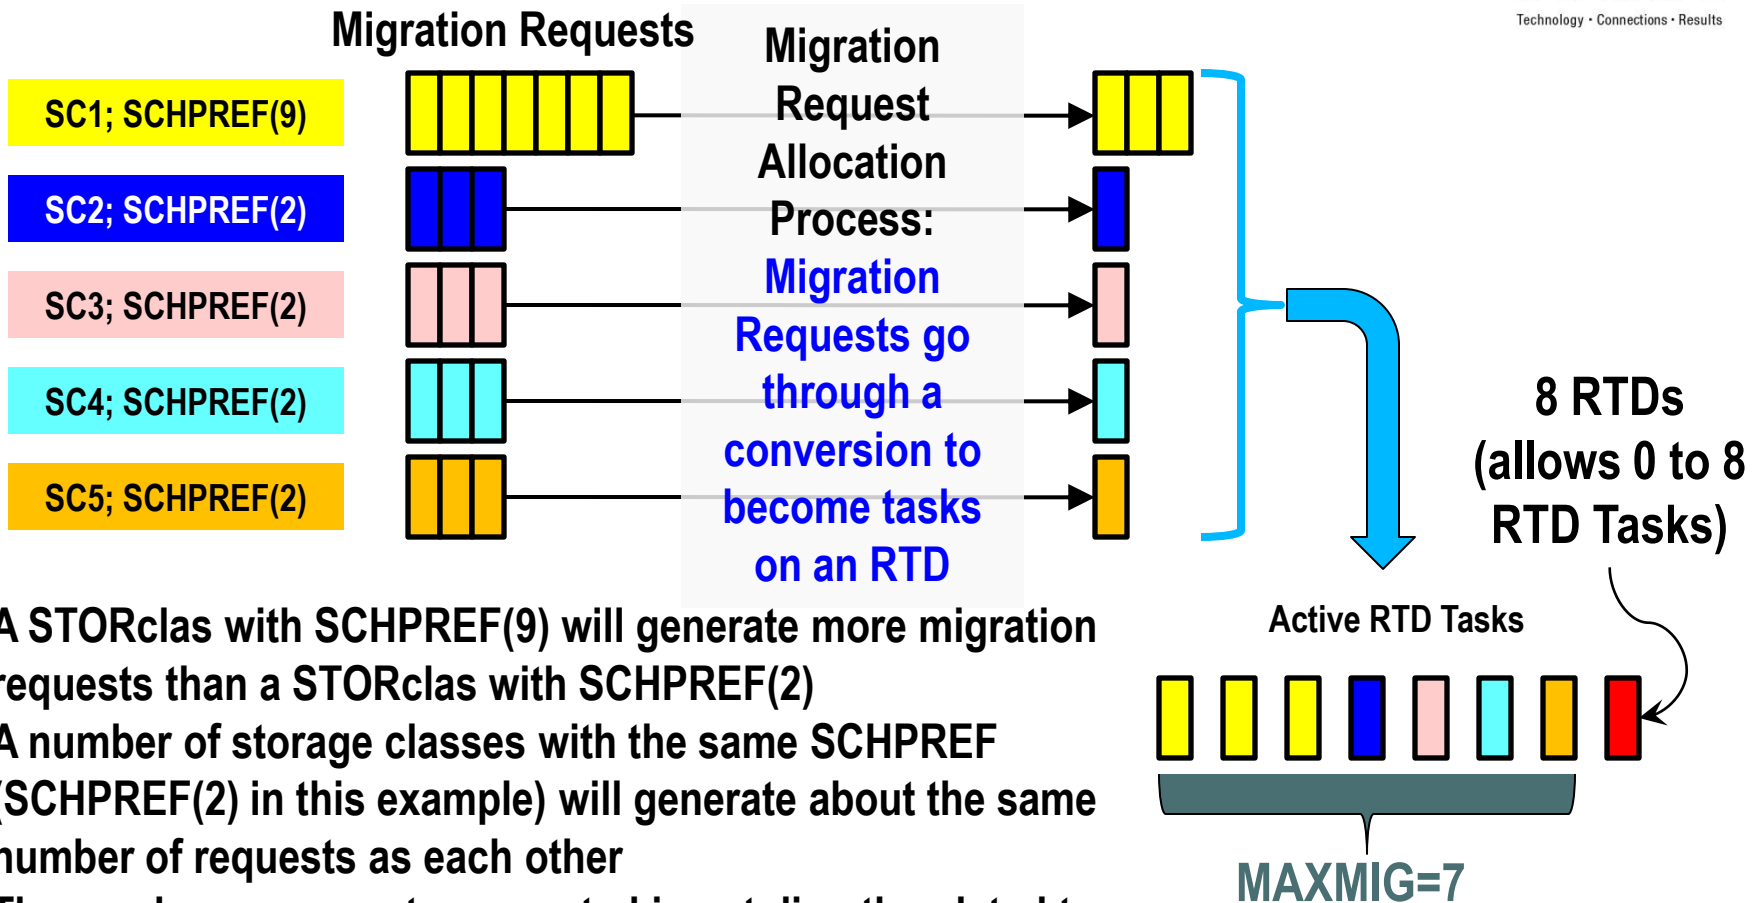 Technology • Connections • Results
Migration Requests
SC1; SCHPREF(9)
SC2; SCHPREF(2)
SC3; SCHPREF(2)
SC4; SCHPREF(2)
SC5; SCHPREF(2)
Migration
Request
Allocation
Process:
Migration
Requests go
through a
conversion to
become tasks
on an RTD
8 RTDs
(allows 0 to 8
RTD Tasks)
A STORclas with SCHPREF(9) will generate more migration
requests than a STORclas with SCHPREF(2)
A number of storage classes with the same SCHPREF
(SCHPREF(2) in this example) will generate about the same
number of requests as each other
Active RTD Tasks
MAXMIG=7